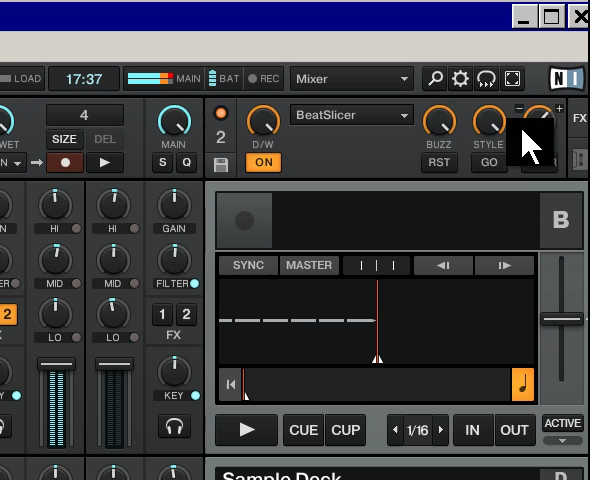 LOAD 17:37 MAIN BAT REC Mixer NI
4 BeatSlicer FX
WET SIZE DEL MAIN 2 D/W BUZZ STYLE
N S Q ON RST GO R
N HI HI GAIN B
ER MID MID FILTER SYNC MASTER
2 LO LO 1 2
X FX
Y KEY
CUE CUP 1/16 IN OUT ACTIVE
Sample Deck D